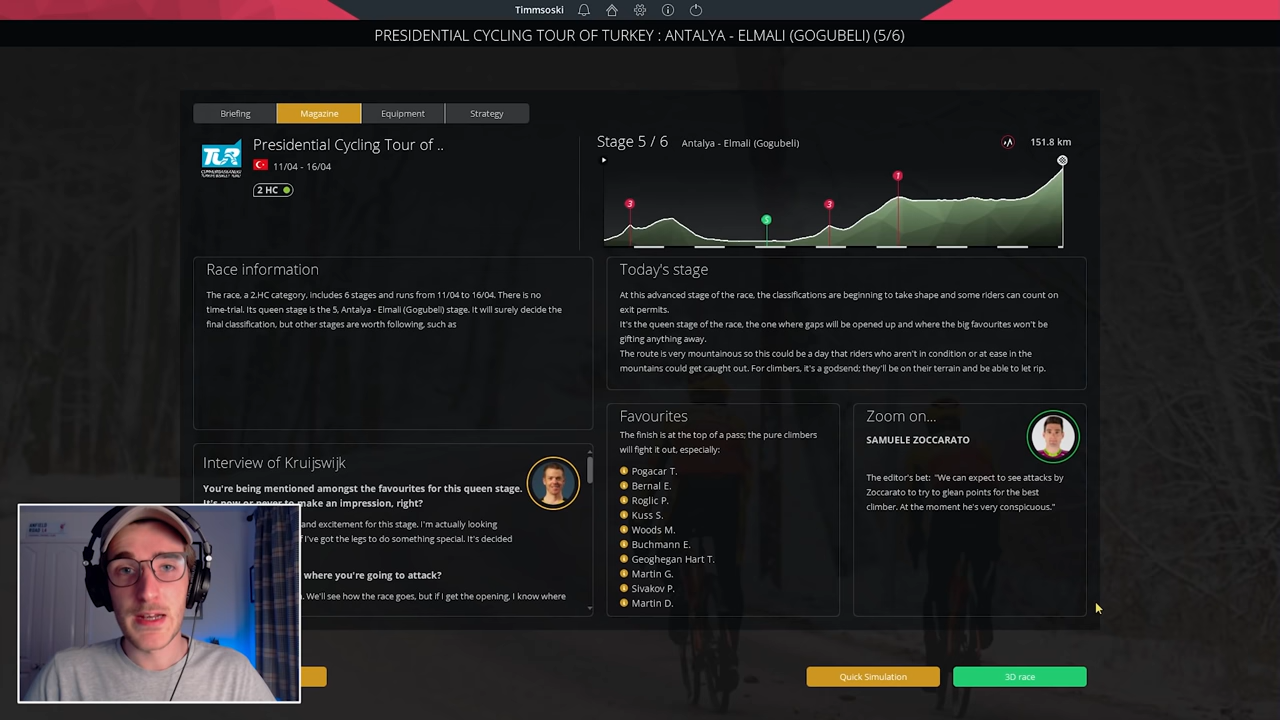 Timmsoski
PRESIDENTIAL CYCLING TOUR OF TURKEY : ANTALYA - ELMALI (GOGUBELI) (5/6)
Briefing
Magazine
Equipment
Strategy
TUR
Presidential Cycling Tour of ..
11/04 - 16/04
2 HC
Stage 5 / 6 Antalya - Elmali (Gogubeli)
151.8 km
3
S
3
1
Race information
The race, a 2.HC category, includes 6 stages and runs from 11/04 to 16/04. There is no
time-trial. Its queen stage is the 5, Antalya - Elmali (Gogubeli) stage. It will surely decide the
final classification, but other stages are worth following, such as
Today's stage
At this advanced stage of the race, the classifications are beginning to take shape and some riders can count on
exit permits.
It's the queen stage of the race, the one where gaps will be opened up and where the big favourites won't be
gifting anything away.
The route is very mountainous so this could be a day that riders who aren't in condition or at ease in the
mountains could get caught out. For climbers, it's a godsend; they'll be on their terrain and be able to let rip.
Interview of Kruijswijk
You're being mentioned amongst the favourites for this queen stage.
It's now or never to make an impression, right?
and excitement for this stage. I'm actually looking
if I've got the legs to do something special. It's decided
where you're going to attack?
We'll see how the race goes, but if I get the opening, I know where
Favourites
The finish is at the top of a pass; the pure climbers
will fight it out, especially:
Pogacar T.
Bernal E.
Roglic P.
Kuss S.
Woods M.
Buchmann E.
Geoghegan Hart T.
Martin G.
Sivakov P.
Martin D.
Zoom on...
SAMUELE ZOCCARATO
The editor's bet: "We can expect to see attacks by
Zoccarato to try to glean points for the best
climber. At the moment he's very conspicuous."
Quick Simulation
3D race